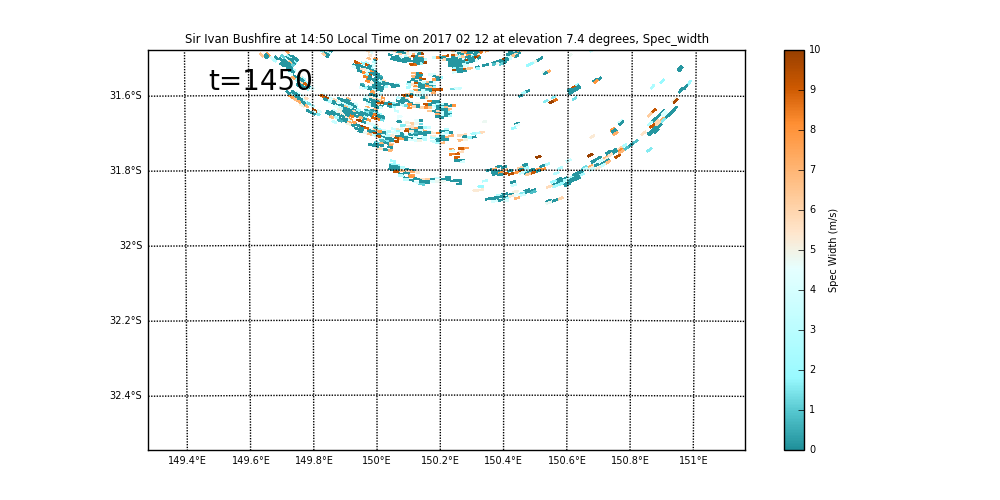 Sir Ivan Bushfire at 14:50 Local Time on 2017 02 12 at elevation 7.4 degrees, Spec_width
t=1450
31.6°S
31.8°S
32°S
32.2°S
32.4°S
149.4°E 149.6°E 149.8°E 150°E 150.2°E 150.4°E 150.6°E 150.8°E 151°E
10
9
8
7
6
5
4
3
2
1
0
Spec Width (m/s)